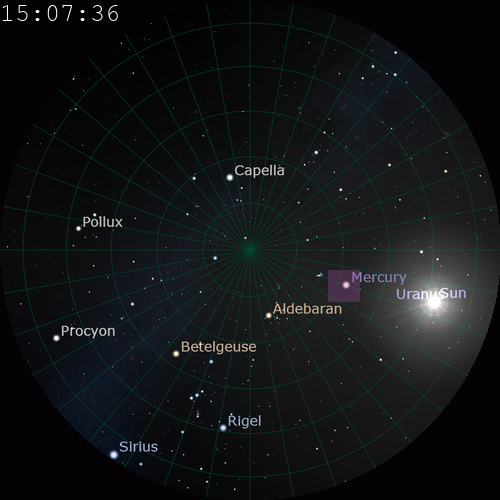 15:07:36
Capella
Pollux
Mercury
Uranu Sun
Aldebaran
Procyon
Betelgeuse
Rigel
Sirius